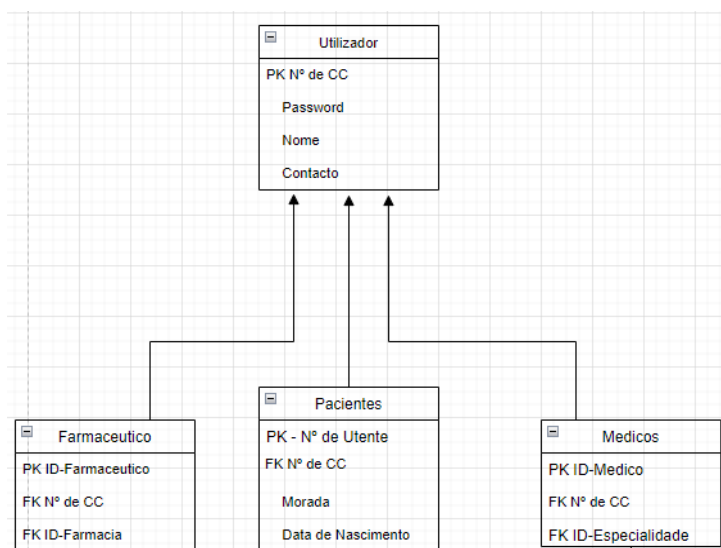 Utilizador
PK Nº de CC
Password
Nome
Contacto
Farmaceutico
PK ID-Farmaceutico
FK Nº de CC
FK ID-Farmacia
Pacientes
PK - Nº de Utente
FK Nº de CC
Morada
Data de Nascimento
Medicos
PK ID-Medico
FK Nº de CC
FK ID-Especialidade